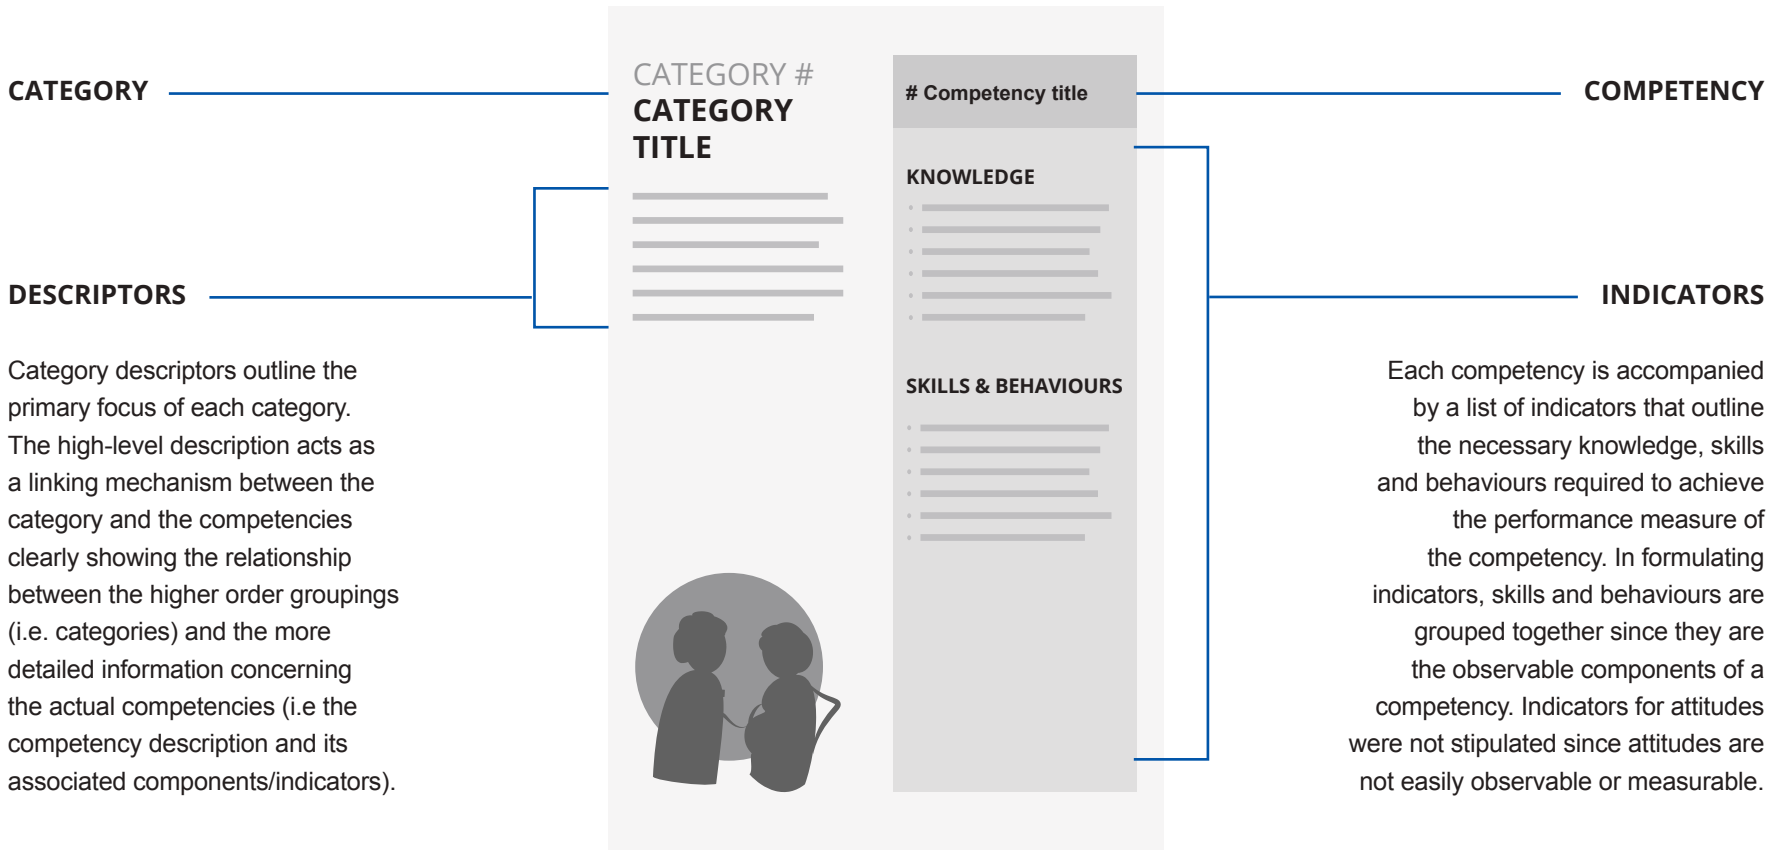 CATEGORY
DESCRIPTORS
Category descriptors outline the
primary focus of each category.
The high-level description acts as
a linking mechanism between the
category and the competencies
clearly showing the relationship
between the higher order groupings
(i.e. categories) and the more
detailed information concerning
the actual competencies (i.e the
competency description and its
associated components/indicators).
CATEGORY #
CATEGORY
TITLE
# Competency title
KNOWLEDGE
SKILLS & BEHAVIOURS
COMPETENCY
INDICATORS
Each competency is accompanied
by a list of indicators that outline
the necessary knowledge, skills
and behaviours required to achieve
the performance measure of
the competency. In formulating
indicators, skills and behaviours are
grouped together since they are
the observable components of a
competency. Indicators for attitudes
were not stipulated since attitudes are
not easily observable or measurable.